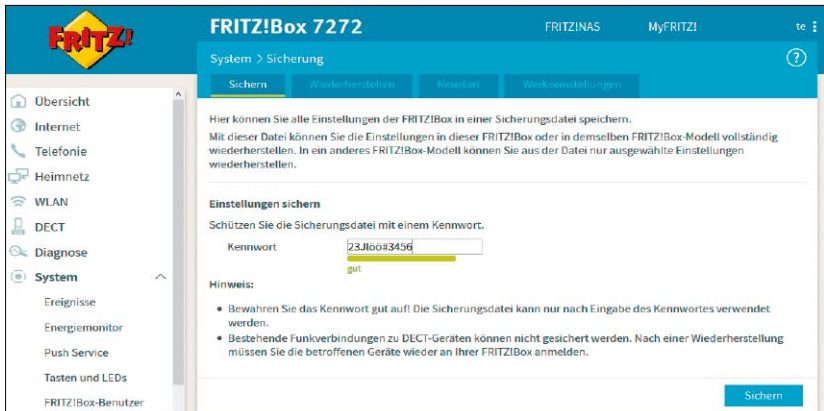 FRITZ!
FRITZ!Box 7272
FRITZ!NAS
MyFRITZ!
te
System > Sicherung
?
Sichern
Wiederherstellen
Neustart
Werkseinstellungen
Übersicht
Internet
Telefonie
Heimnetz
WLAN
DECT
Diagnose
System
Ereignisse
Energiemonitor
Push Service
Tasten und LEDs
FRITZ!Box-Benutzer
Hier können Sie alle Einstellungen der FRITZ!Box in einer Sicherungsdatei speichern.
Mit dieser Datei können Sie die Einstellungen in dieser FRITZ!Box oder in demselben FRITZ!Box-Modell vollständig
wiederherstellen. In ein anderes FRITZ!Box-Modell können Sie aus der Datei nur ausgewählte Einstellungen
wiederherstellen.
Einstellungen sichern
Schützen Sie die Sicherungsdatei mit einem Kennwort.
Kennwort
gut
Hinweis:
• Bewahren Sie das Kennwort gut auf! Die Sicherungsdatei kann nur nach Eingabe des Kennwortes verwendet
werden.
• Bestehende Funkverbindungen zu DECT-Geräten können nicht gesichert werden. Nach einer Wiederherstellung
müssen Sie die betroffenen Geräte wieder an Ihrer FRITZ!Box anmelden.
Sichern